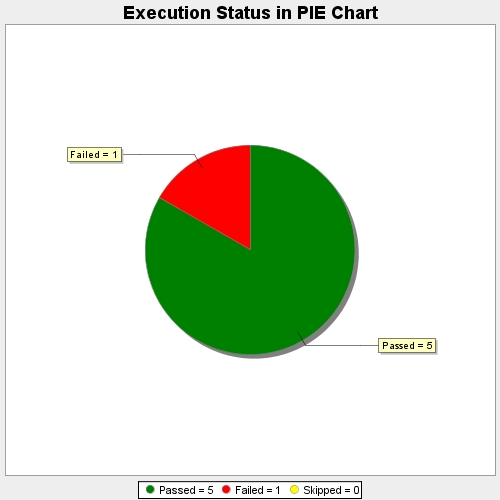 Execution Status in PIE Chart
Failed = 1
Passed = 5
Passed = 5 Failed = 1 Skipped = 0